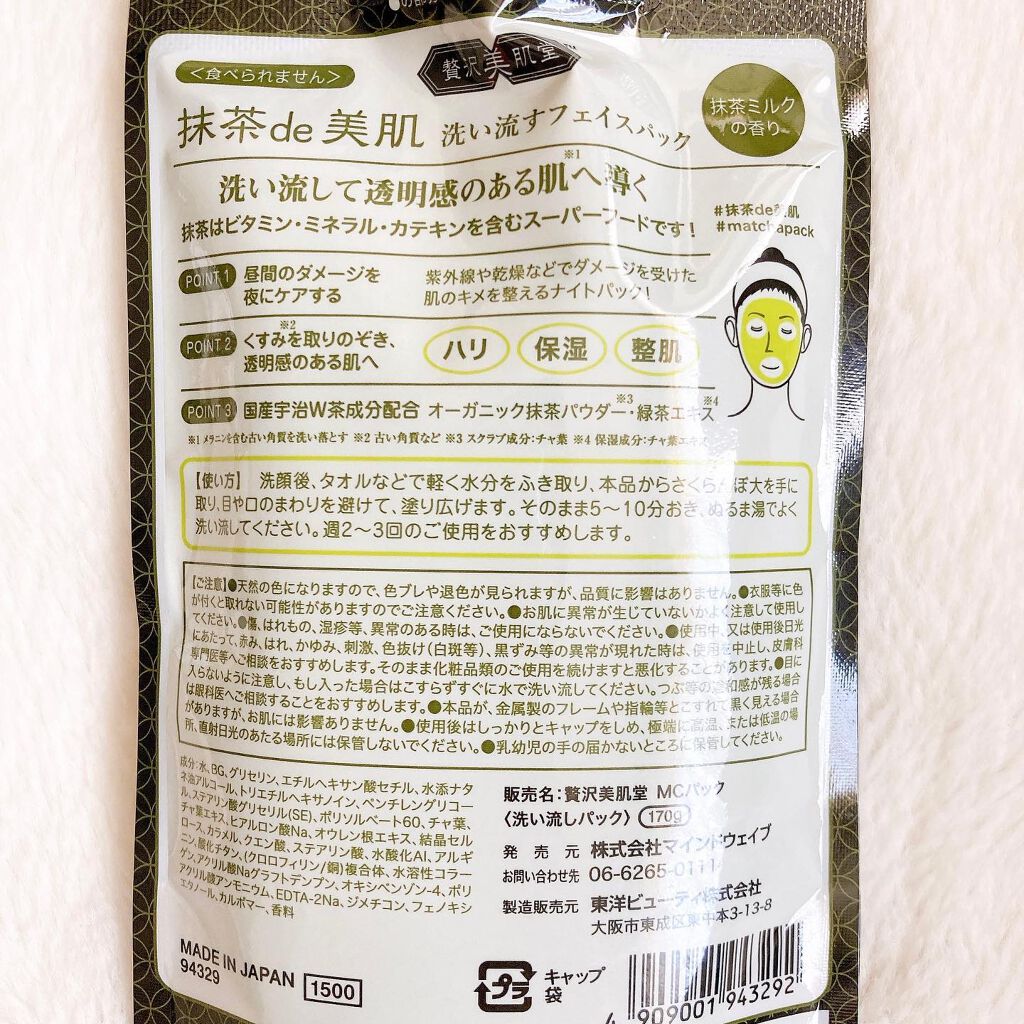 の部
贅沢美肌堂
＜食べられません＞
抹茶de美肌 洗い流すフェイスパック
抹茶ミルク
の香り
洗い流して透明感のある肌※1へ導く
抹茶はビタミン・ミネラル・カテキンを含むスーパーフードです！
#抹茶de美肌
#matchapack
POINT 1 昼間のダメージを
夜にケアする
紫外線や乾燥などでダメージを受けた
肌のキメを整えるナイトパック！
POINT 2 くすみ※2を取りのぞき、
透明感のある肌へ
ハリ 保湿 整肌
POINT 3 国産宇治W茶成分配合 オーガニック抹茶パウダー※3・緑茶エキス※4
※1 メラニンを含む古い角質を洗い落とす ※2 古い角質など ※3 スクラブ成分：チャ葉 ※4 保湿成分：チャ葉エキス
【使い方】 洗顔後、タオルなどで軽く水分をふき取り、本品からさくらんぼ大を手に
取り、目や口のまわりを避けて、塗り広げます。そのまま5〜10分おき、ぬるま湯でよく
洗い流してください。週2〜3回のご使用をおすすめします。
【ご注意】●天然の色になりますので、色ブレや退色が見られますが、品質に影響はありません。●衣服等に色
が付くと取れない可能性がありますのでご注意ください。●お肌に異常が生じていないかよく注意して使用し
てください。●傷、はれもの、湿疹等、異常のある時は、ご使用にならないでください。●使用中、又は使用後日光
にあたって、赤み、はれ、かゆみ、刺激、色抜け(白斑等)、黒ずみ等の異常が現れた時は、使用を中止し、皮膚科
専門医等へご相談をおすすめします。そのまま化粧品類のご使用を続けますと悪化することがあります。●目に
入らないように注意し、もし入った場合はこすらずすぐに水で洗い流してください。つぶ等の違和感が残る場合
は眼科医へご相談することをおすすめします。●本品が、金属製のフレームや指輪等とこすれて黒く見える場合
がありますが、お肌には影響ありません。●使用後はしっかりとキャップをしめ、極端に高温、または低温の場
所、直射日光のあたる場所には保管しないでください。●乳幼児の手の届かないところに保管してください。
成分：水、BG、グリセリン、エチルヘキサン酸セチル、水添ナタ
ネ油アルコール、トリエチルヘキサノイン、ペンチレングリコー
ル、ステアリン酸グリセリル(SE)、ポリソルベート60、チャ葉、
チャ葉エキス、ヒアルロン酸Na、オウレン根エキス、結晶セル
ロース、カラメル、クエン酸、ステアリン酸、水酸化Al、アルギ
ニン、酸化チタン、(クロロフィリン/銅)複合体、水溶性コラー
ゲン、アクリル酸Naグラフトデンプン、オキシベンゾン-4、ポリ
アクリル酸アンモニウム、EDTA-2Na、ジメチコン、フェノキシ
エタノール、カルボマー、香料
販売名：贅沢美肌堂 MCパック
〈洗い流しパック〉 170g
発売元 株式会社マインドウェイブ
お問い合わせ先 06-6265-0111
製造販売元 東洋ビューティ株式会社
大阪市東成区東中本3-13-8
MADE IN JAPAN
94329
1500
プラ
キャップ
袋
4 909001 943292